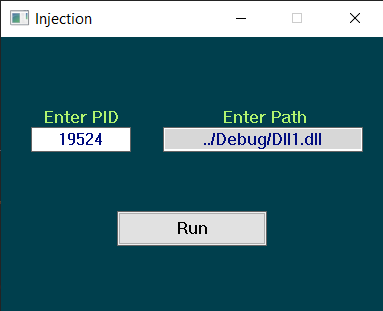 Injection
Enter PID Enter Path
19524 ../Debug/Dll1.dll
Run